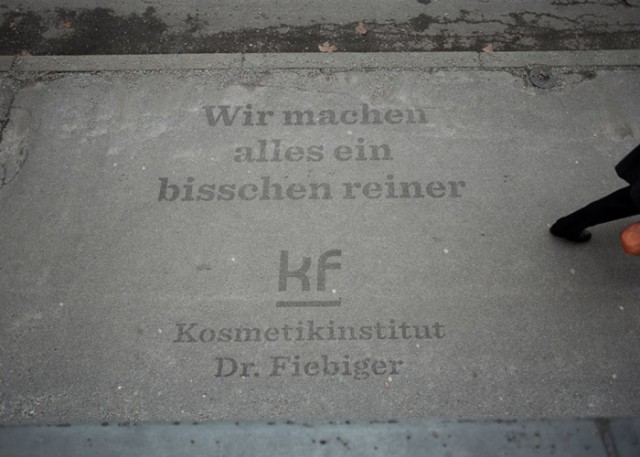 Wir machen
alles ein
bisschen reiner
kf
Kosmetikinstitut
Dr. Fiebiger